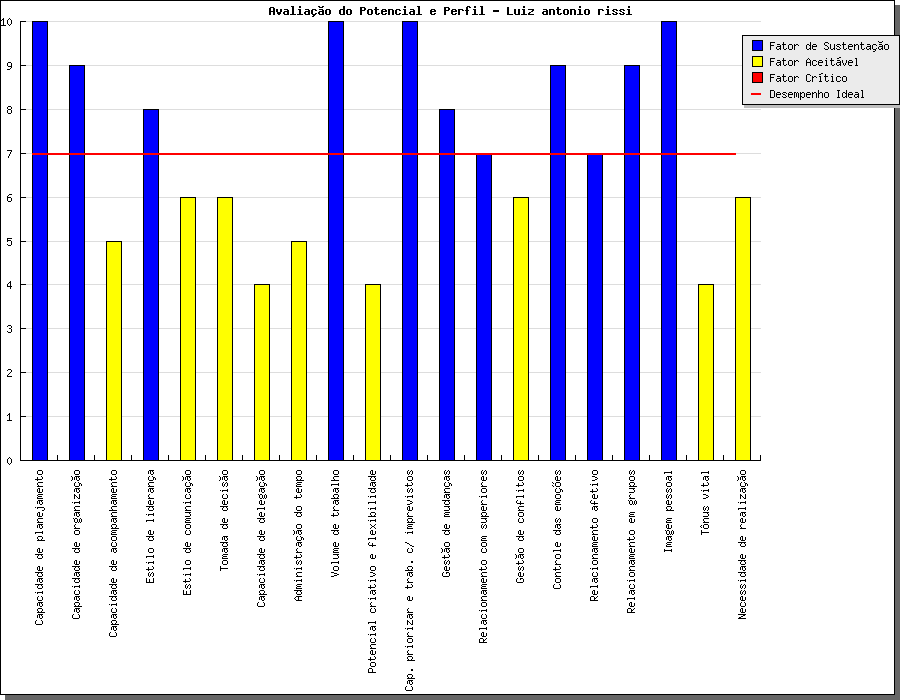 Avaliação do Potencial e Perfil - Luiz antonio rissi
Fator de Sustentação
Fator Aceitável
Fator Crítico
Desempenho Ideal
10
9
8
7
6
5
4
3
2
1
0
Capacidade de planejamento
Capacidade de organização
Capacidade de acompanhamento
Estilo de liderança
Estilo de comunicação
Tomada de decisão
Capacidade de delegação
Administração do tempo
Volume de trabalho
Potencial criativo e flexibilidade
Cap. priorizar e trab. c/ imprevistos
Gestão de mudanças
Relacionamento com superiores
Gestão de conflitos
Controle das emoções
Relacionamento afetivo
Relacionamento em grupos
Imagem pessoal
Tônus vital
Necessidade de realização